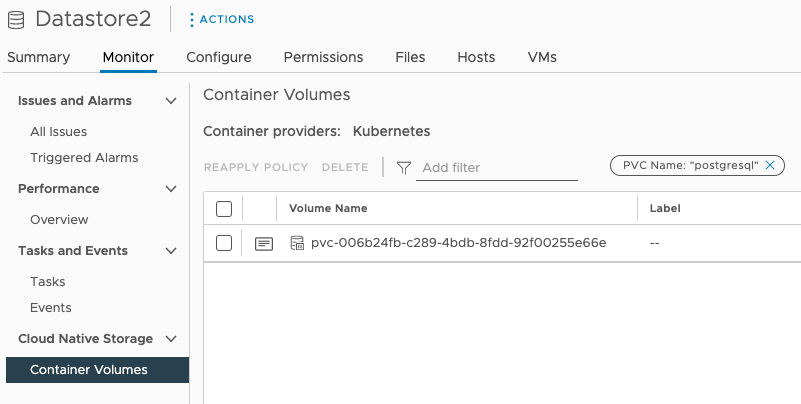 Datastore2
ACTIONS
Summary Monitor Configure Permissions Files Hosts VMs
Issues and Alarms
All Issues
Triggered Alarms
Performance
Overview
Tasks and Events
Tasks
Events
Cloud Native Storage
Container Volumes
Container Volumes
Container providers: Kubernetes
REAPPLY POLICY DELETE Add filter PVC Name: "postgresql"
Volume Name Label
pvc-006b24fb-c289-4bdb-8fdd-92f00255e66e --